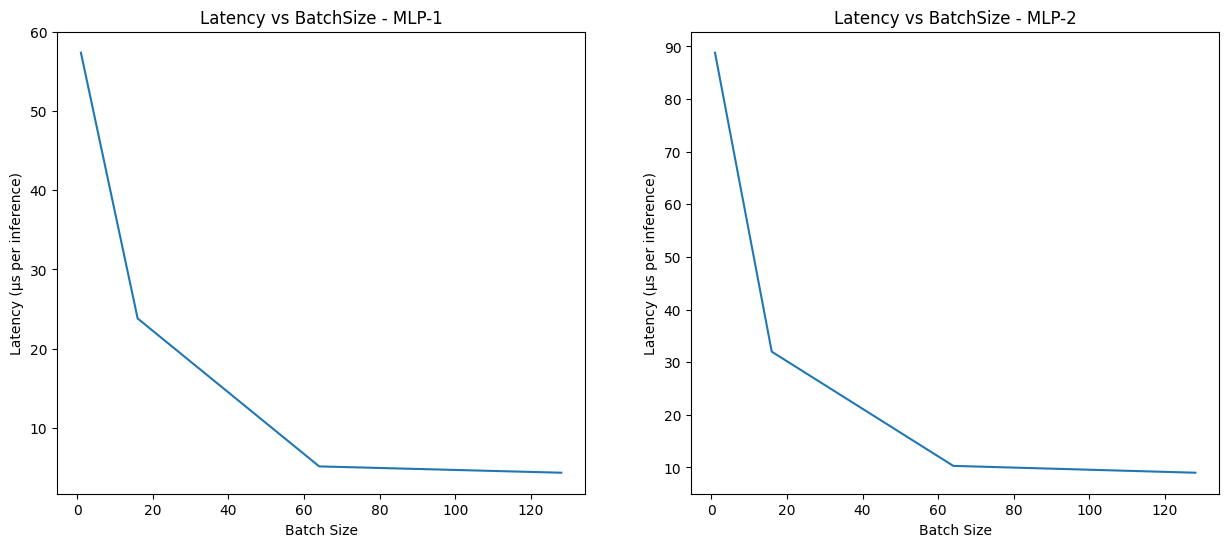 Latency vs BatchSize - MLP-1
Latency (µs per inference)
60
50
40
30
20
10
0 20 40 60 80 100 120
Batch Size
Latency vs BatchSize - MLP-2
Latency (µs per inference)
90
80
70
60
50
40
30
20
10
0 20 40 60 80 100 120
Batch Size